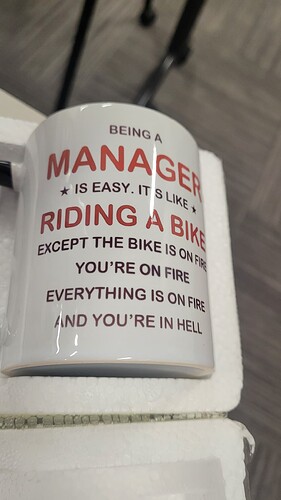 BEING A
MANAGER
★ IS EASY. IT'S LIKE ★
RIDING A BIKE
EXCEPT THE BIKE IS ON FIRE
YOU'RE ON FIRE
EVERYTHING IS ON FIRE
AND YOU'RE IN HELL